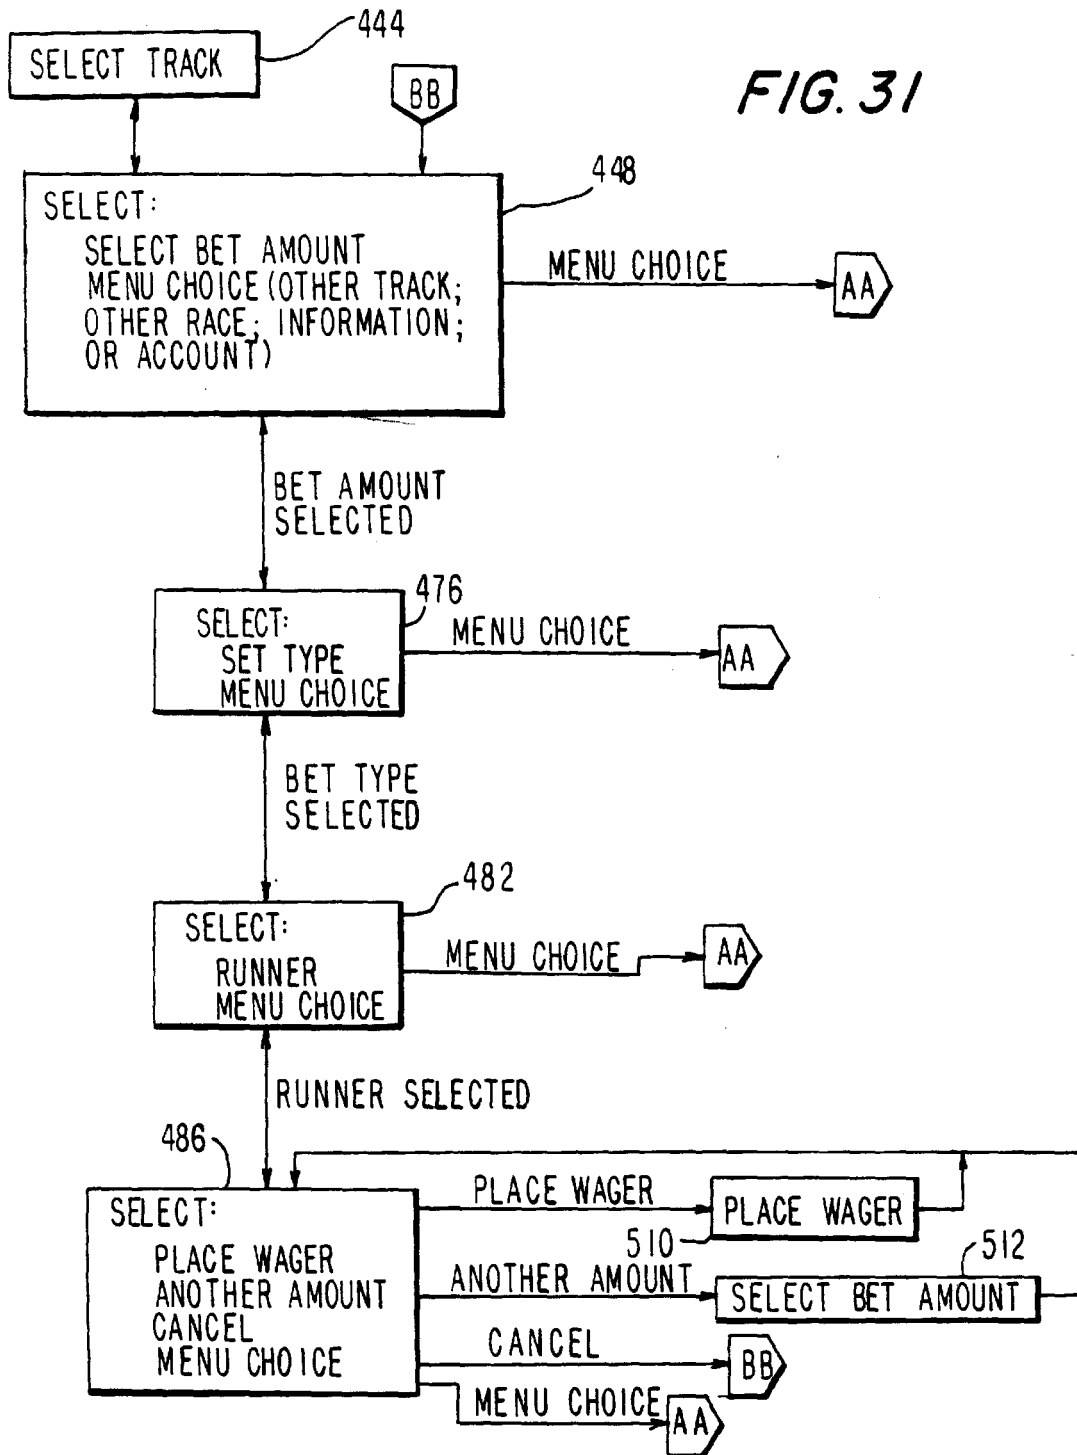 444
SELECT TRACK
BB
FIG. 31
448
SELECT:
SELECT BET AMOUNT
MENU CHOICE (OTHER TRACK;
OTHER RACE; INFORMATION;
OR ACCOUNT)
MENU CHOICE
AA
BET AMOUNT
SELECTED
476
SELECT:
SET TYPE
MENU CHOICE
MENU CHOICE
AA
BET TYPE
SELECTED
482
SELECT:
RUNNER
MENU CHOICE
MENU CHOICE
AA
RUNNER SELECTED
486
SELECT:
PLACE WAGER
ANOTHER AMOUNT
CANCEL
MENU CHOICE
PLACE WAGER
PLACE WAGER
510
512
ANOTHER AMOUNT
SELECT BET AMOUNT
CANCEL
BB
MENU CHOICE
AA